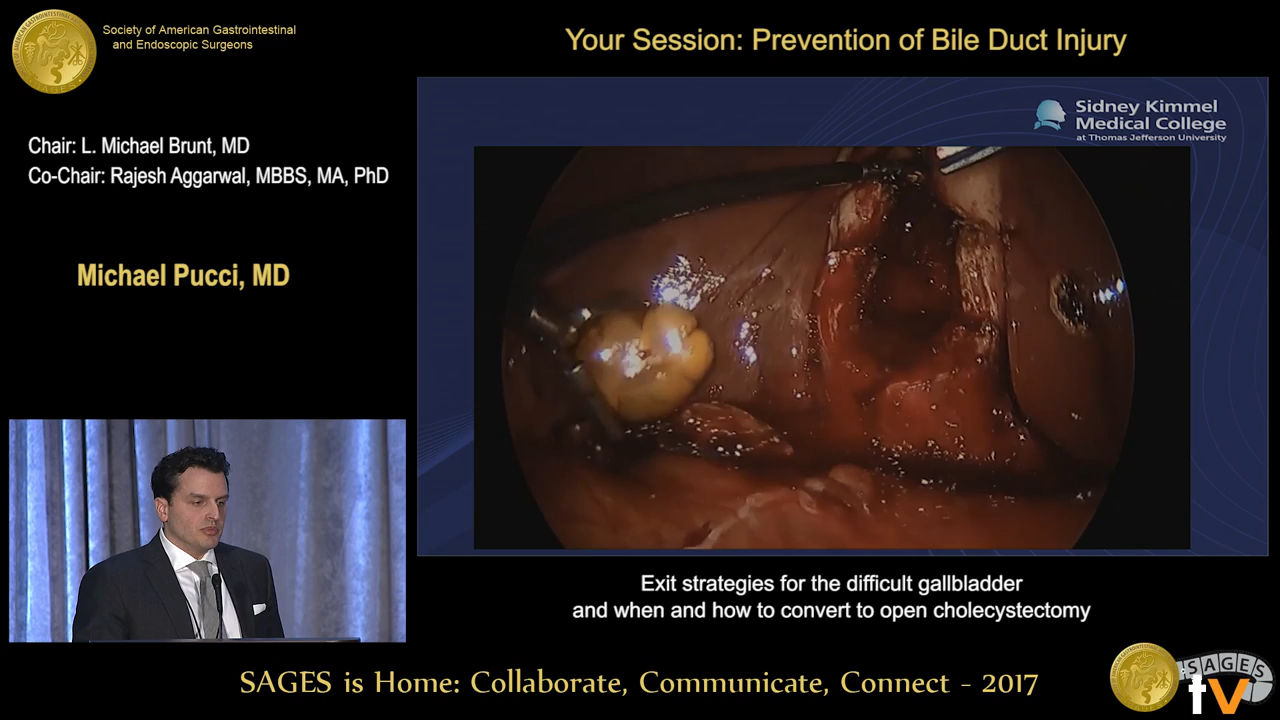 Society of American Gastrointestinal
and Endoscopic Surgeons
Your Session: Prevention of Bile Duct Injury
Sidney Kimmel
Medical College
at Thomas Jefferson University
Chair: L. Michael Brunt, MD
Co-Chair: Rajesh Aggarwal, MBBS, MA, PhD
Michael Pucci, MD
Exit strategies for the difficult gallbladder
and when and how to convert to open cholecystectomy
SAGES is Home: Collaborate, Communicate, Connect - 2017
SAGES
tv